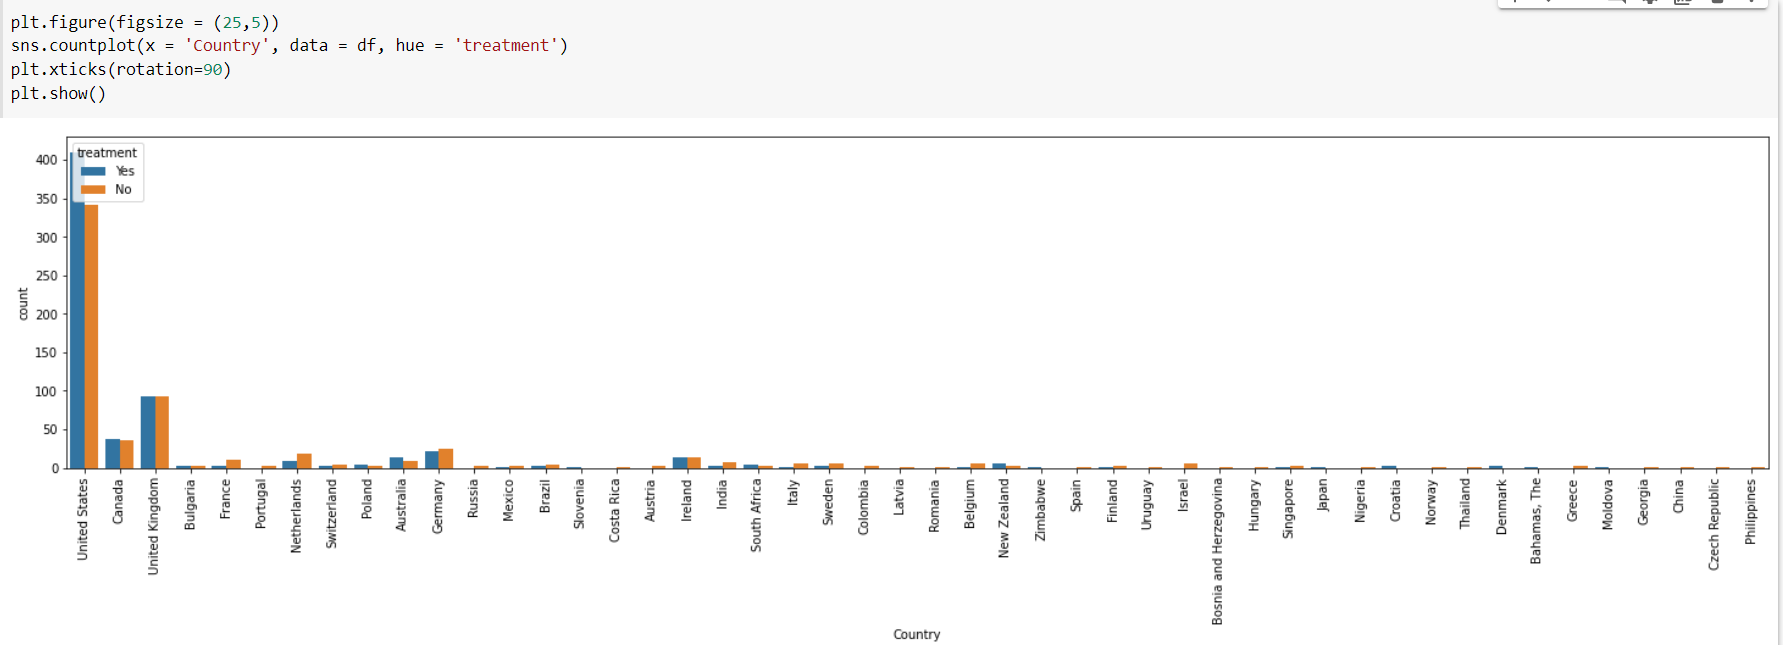 plt.figure(figsize = (25,5))
sns.countplot(x = 'Country', data = df, hue = 'treatment')
plt.xticks(rotation=90)
plt.show()
treatment
Yes
No
400
350
300
250
200
150
100
50
0
count
United States
Canada
United Kingdom
Bulgaria
France
Portugal
Netherlands
Switzerland
Poland
Australia
Germany
Russia
Mexico
Brazil
Slovenia
Costa Rica
Austria
Ireland
India
South Africa
Italy
Sweden
Colombia
Latvia
Romania
Belgium
New Zealand
Zimbabwe
Spain
Finland
Uruguay
Israel
Bosnia and Herzegovina
Hungary
Singapore
Japan
Nigeria
Croatia
Norway
Thailand
Denmark
Bahamas, The
Greece
Moldova
Georgia
China
Czech Republic
Philippines
Country